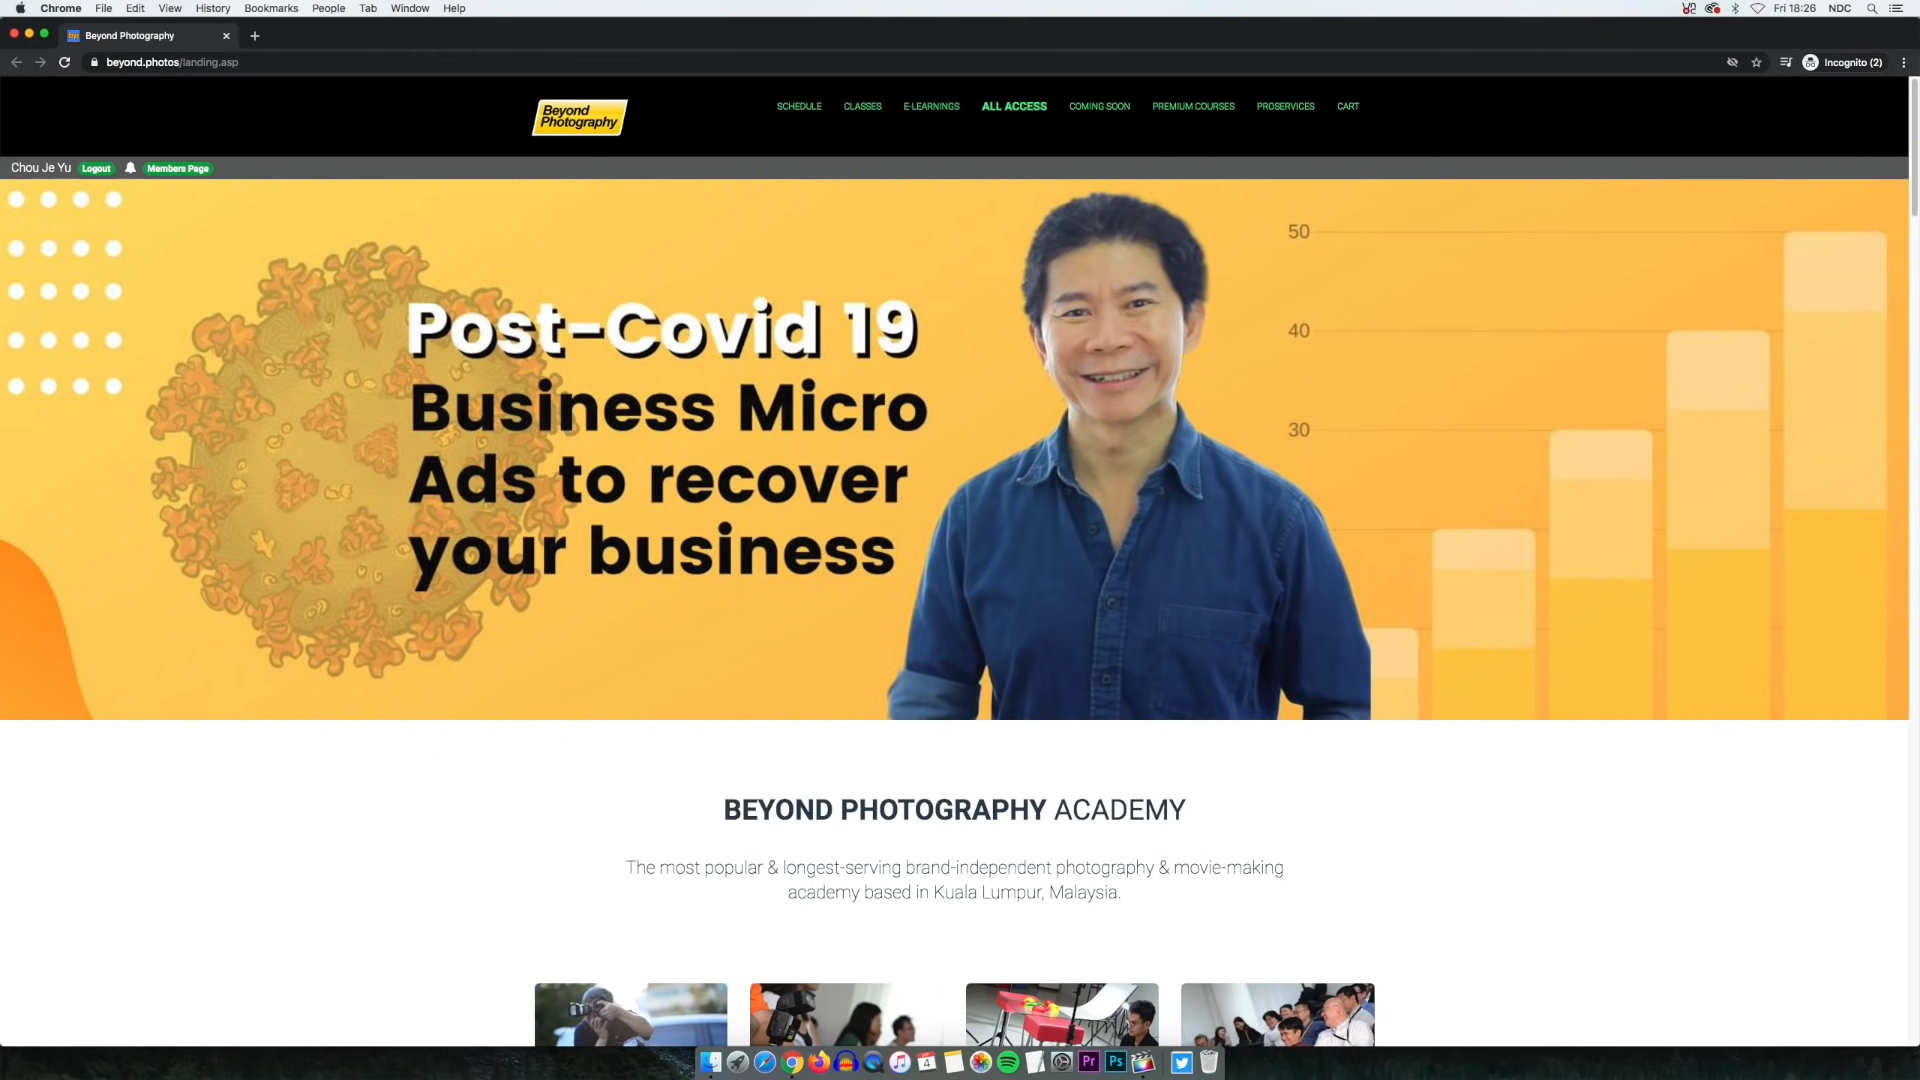 Chrome File Edit View History Bookmarks People Tab Window Help
Fri 18:26 NDC
Beyond Photography
beyond.photos/landing.asp
Incognito (2)
Beyond
Photography
SCHEDULE CLASSES E-LEARNINGS ALL ACCESS COMING SOON PREMIUM COURSES PROSERVICES CART
Chou Je Yu Logout Members Page
Post-Covid 19
Business Micro
Ads to recover
your business
50
40
30
BEYOND PHOTOGRAPHY ACADEMY
The most popular & longest-serving brand-independent photography & movie-making
academy based in Kuala Lumpur, Malaysia.
4
Pr
Ps